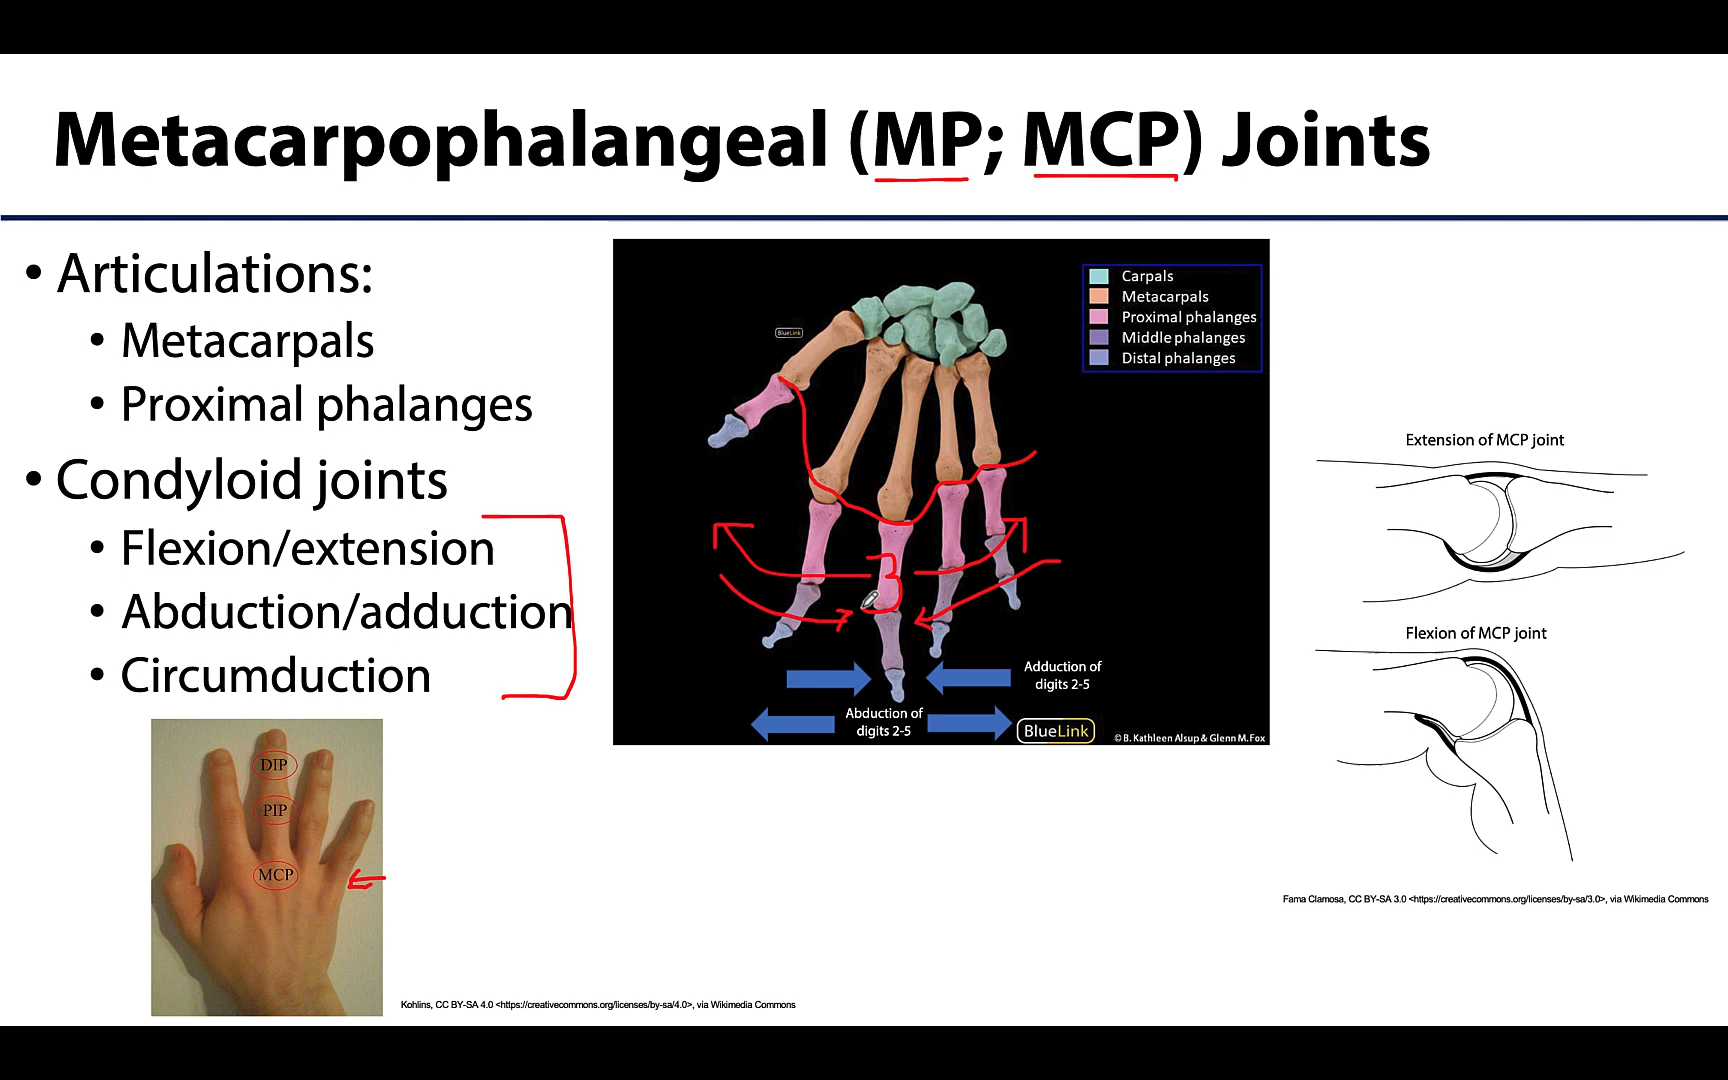 Metacarpophalangeal (MP; MCP) Joints
• Articulations:
• Metacarpals
• Proximal phalanges
• Condyloid joints
• Flexion/extension
• Abduction/adduction
• Circumduction
DIP
PIP
MCP
Kohlins, CC BY-SA 4.0 <https://creativecommons.org/licenses/by-sa/4.0>, via Wikimedia Commons
BlueLink
Carpals
Metacarpals
Proximal phalanges
Middle phalanges
Distal phalanges
3
Adduction of
digits 2-5
Abduction of
digits 2-5
BlueLink
© B. Kathleen Alsup & Glenn M. Fox
Extension of MCP joint
Flexion of MCP joint
Fama Clamosa, CC BY-SA 3.0 <https://creativecommons.org/licenses/by-sa/3.0>, via Wikimedia Commons